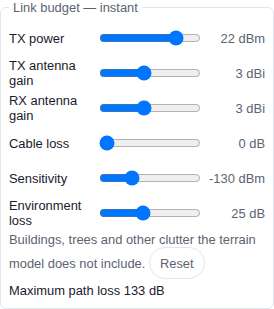 Link budget — instant
TX power 22 dBm
TX antenna
gain 3 dBi
RX antenna
gain 3 dBi
Cable loss 0 dB
Sensitivity -130 dBm
Environment
loss 25 dB
Buildings, trees and other clutter the terrain
model does not include. Reset
Maximum path loss 133 dB